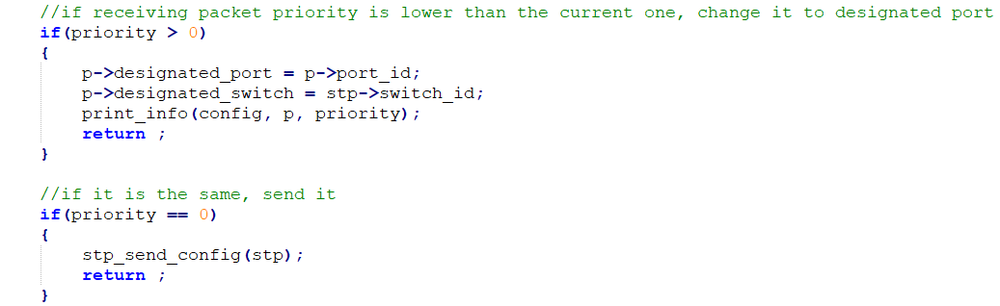 //if receiving packet priority is lower than the current one, change it to designated port
if(priority > 0)
{
    p->designated_port = p->port_id;
    p->designated_switch = stp->switch_id;
    print_info(config, p, priority);
    return ;
}

//if it is the same, send it
if(priority == 0)
{
    stp_send_config(stp);
    return ;
}